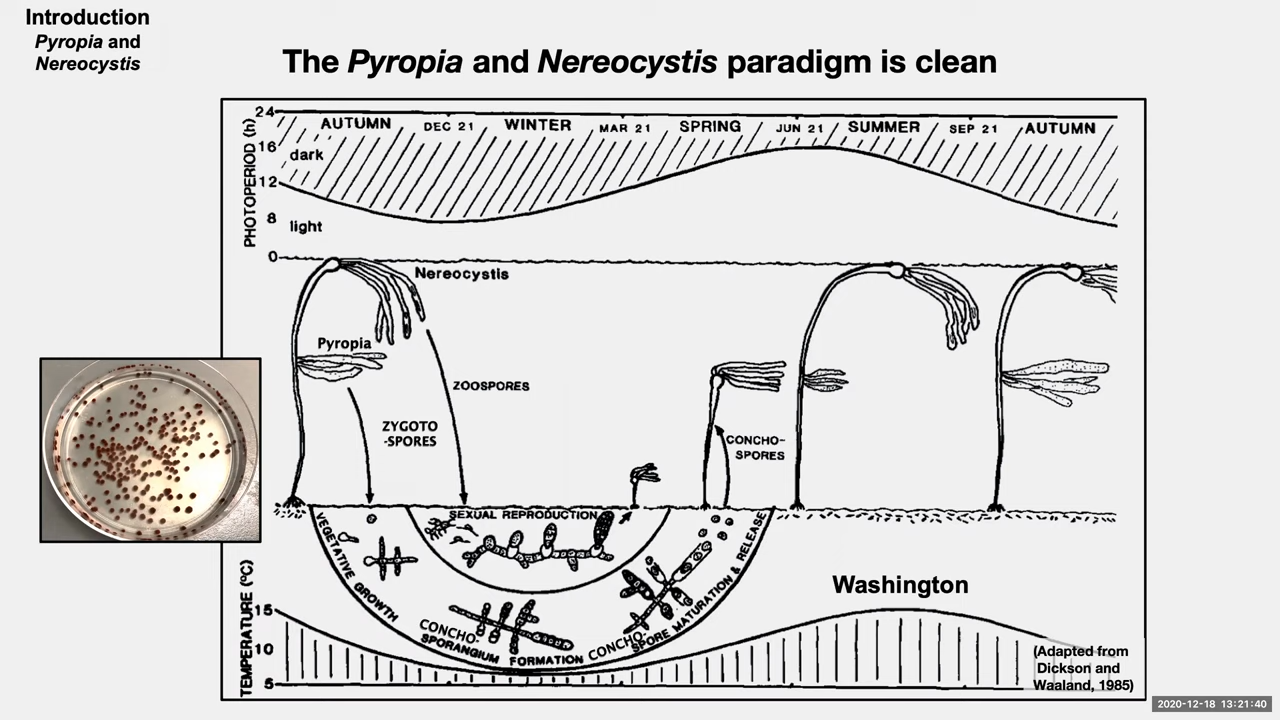 Introduction
Pyropia and
Nereocystis
The Pyropia and Nereocystis paradigm is clean
PHOTOPERIOD (h)
24
16
12
8
0
AUTUMN DEC 21 WINTER MAR 21 SPRING JUN 21 SUMMER SEP 21 AUTUMN
dark
light
Nereocystis
Pyropia
ZOOSPORES
ZYGOTO
-SPORES
CONCHO-
SPORES
SEXUAL REPRODUCTION
VEGETATIVE GROWTH
CONCHO-
SPORANGIUM FORMATION
CONCHO-
SPORE MATURATION & RELEASE
Washington
TEMPERATURE (°C)
15
10
5
(Adapted from
Dickson and
Waaland, 1985)
2020-12-18 13:21:40